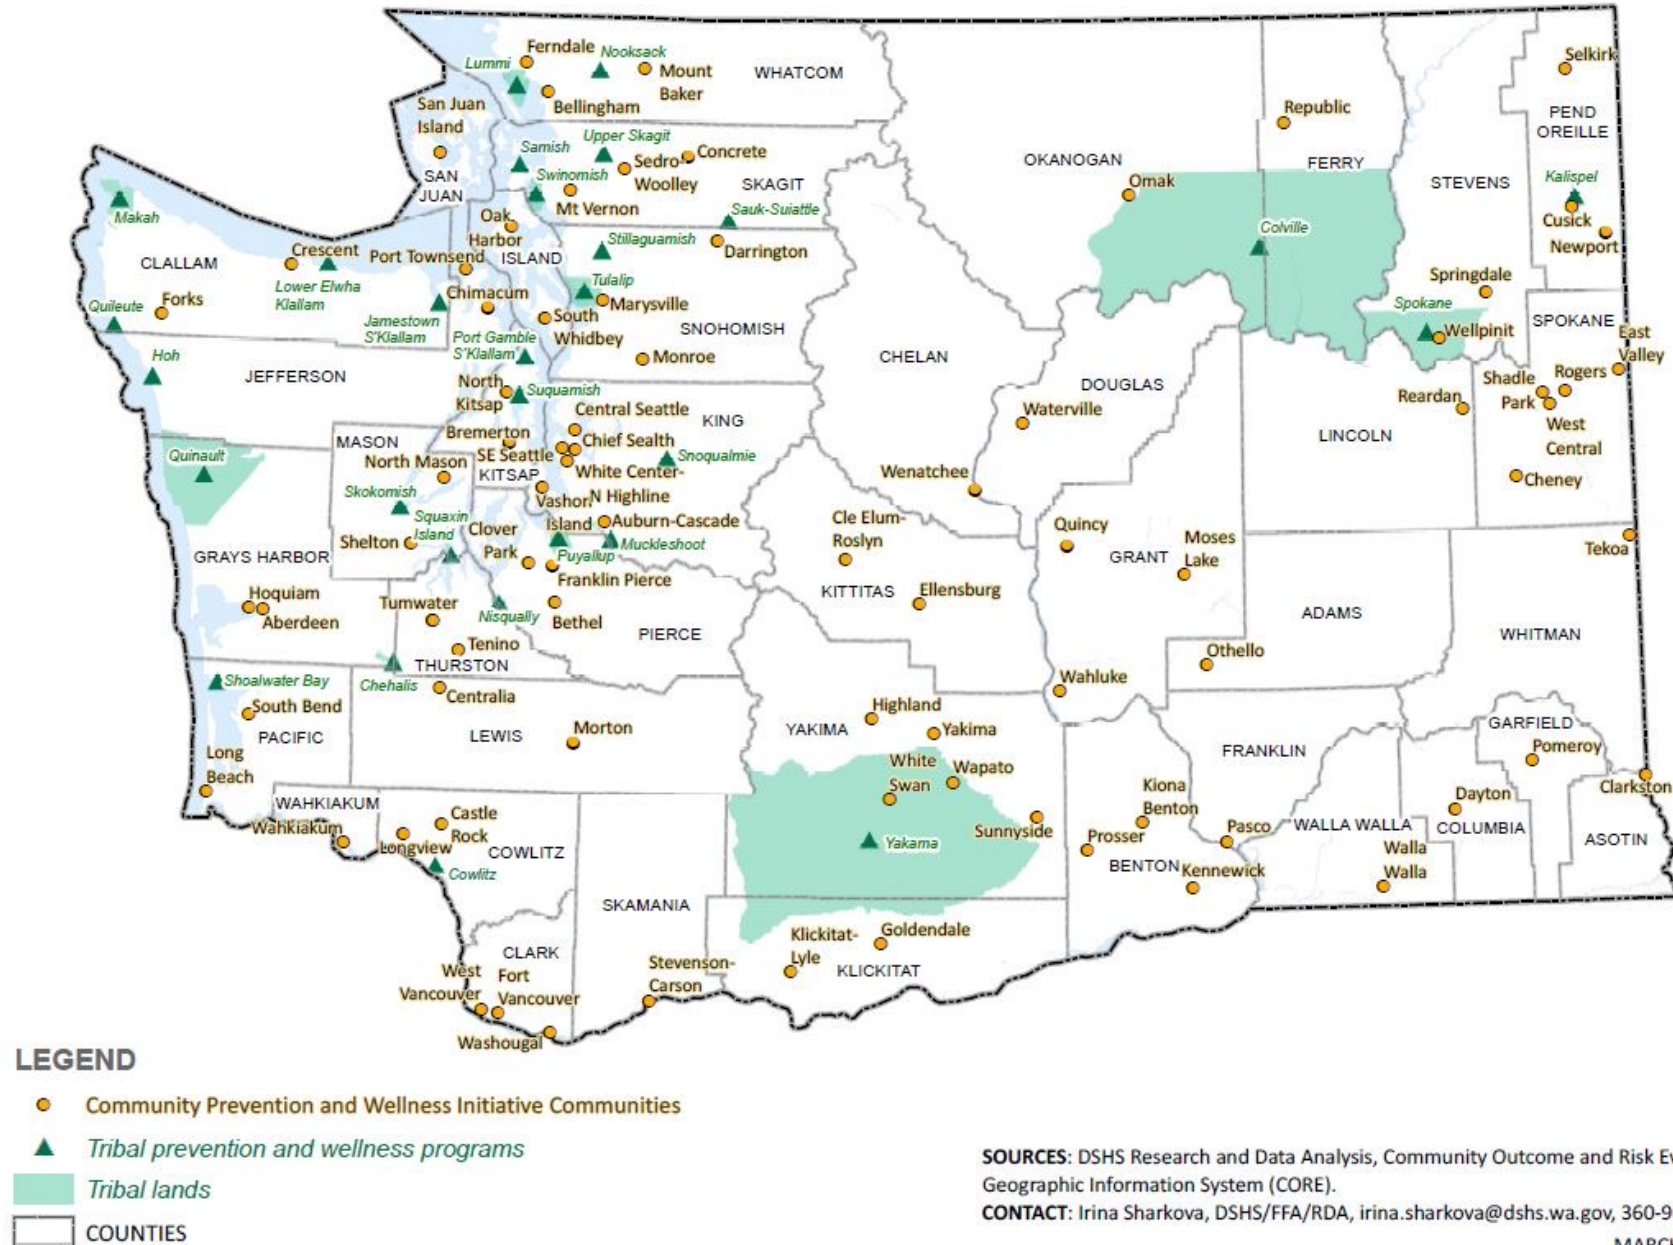 Ferndale
Nooksack
Lummi
Mount
Baker
WHATCOM
Bellingham
San Juan
Island
SAN
JUAN
Selkirk
PEND
OREILLE
Republic
OKANOGAN
FERRY
STEVENS
Kalispel
Cusick
Newport
Omak
Colville
Upper Skagit
Samish
Sedro-
Woolley
Concrete
SKAGIT
Swinomish
Mt Vernon
Sauk-Suiattle
Makah
Oak
Harbor
ISLAND
Stillaguamish
Darrington
Crescent
Port Townsend
CLALLAM
Lower Elwha
Klallam
Tulalip
Marysville
Chimacum
Quileute
Forks
Jamestown
S'Klallam
South
Whidbey
SNOHOMISH
Port Gamble
S'Klallam
Monroe
Springdale
Spokane
Wellpinit
SPOKANE
East
Valley
Hoh
JEFFERSON
CHELAN
DOUGLAS
North
Kitsap
Suquamish
Central Seattle
KING
Waterville
Reardan
Shadle
Park
Rogers
West
Central
LINCOLN
MASON
Bremerton
Chief Sealth
SE Seattle
Quinault
North Mason
KITSAP
White Center-
N Highline
Snoqualmie
Wenatchee
Cheney
Skokomish
Vashon
Island
Squaxin
Island
Clover
Park
Auburn-Cascade
Muckleshoot
Puyallup
Shelton
Cle Elum-
Roslyn
Quincy
GRANT
Moses
Lake
Tekoa
GRAYS HARBOR
Franklin Pierce
KITTITAS
Ellensburg
Hoquiam
Aberdeen
Tumwater
Nisqually
Bethel
PIERCE
ADAMS
WHITMAN
Tenino
THURSTON
Othello
Chehalis
Wahluke
Shoalwater Bay
Centralia
South Bend
PACIFIC
LEWIS
Morton
Highland
YAKIMA
Yakima
FRANKLIN
GARFIELD
Pomeroy
Long
Beach
White
Swan
Wapato
Kiona
Benton
Clarkston
WAHKIAKUM
Wahkiakum
Castle
Rock
Longview
COWLITZ
Cowlitz
Yakama
Sunnyside
Prosser
BENTON
Pasco
Kennewick
WALLA WALLA
Walla
Walla
Dayton
COLUMBIA
ASOTIN
SKAMANIA
Klickitat-
Lyle
Goldendale
KLICKITAT
CLARK
West
Vancouver
Fort
Vancouver
Stevenson-
Carson
Washougal
LEGEND
Community Prevention and Wellness Initiative Communities
Tribal prevention and wellness programs
Tribal lands
COUNTIES
SOURCES: DSHS Research and Data Analysis, Community Outcome and Risk
Geographic Information System (CORE).
CONTACT: Irina Sharkova, DSHS/FFA/RDA, irina.sharkova@dshs.wa.gov, 360-9